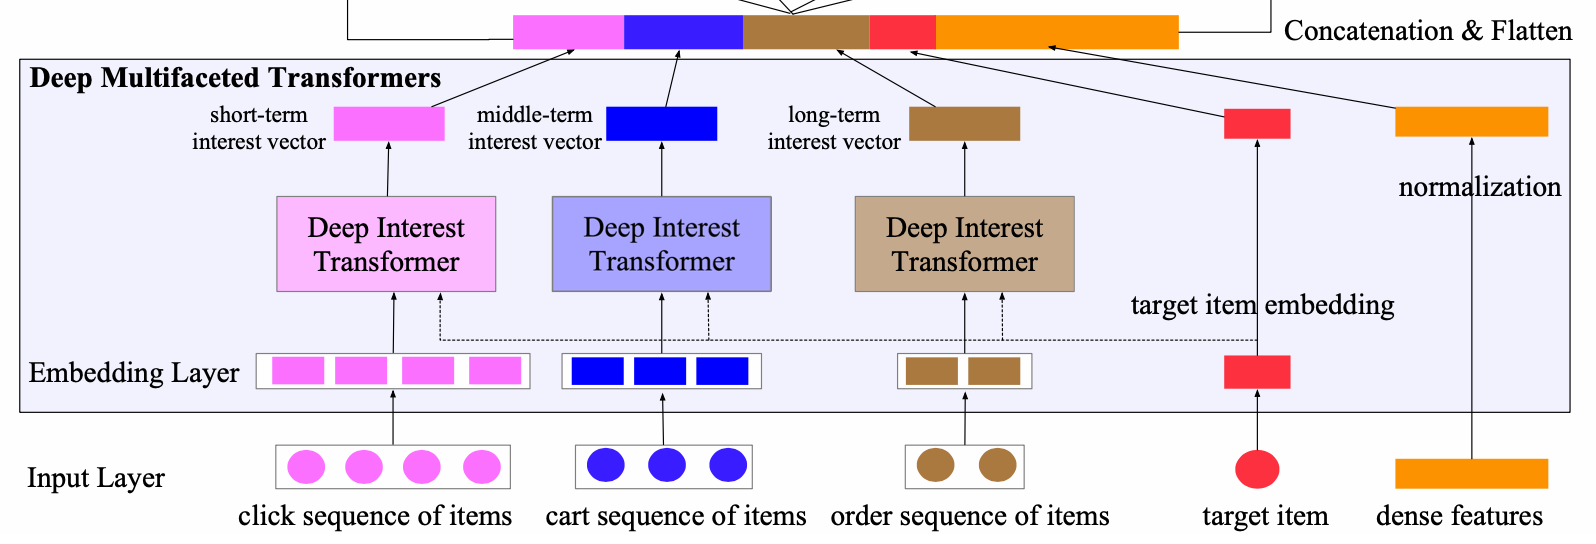 Concatenation & Flatten
Deep Multifaceted Transformers
short-term
interest vector
middle-term
interest vector
long-term
interest vector
normalization
Deep Interest
Transformer
Deep Interest
Transformer
Deep Interest
Transformer
target item embedding
Embedding Layer
Input Layer
click sequence of items
cart sequence of items
order sequence of items
target item
dense features